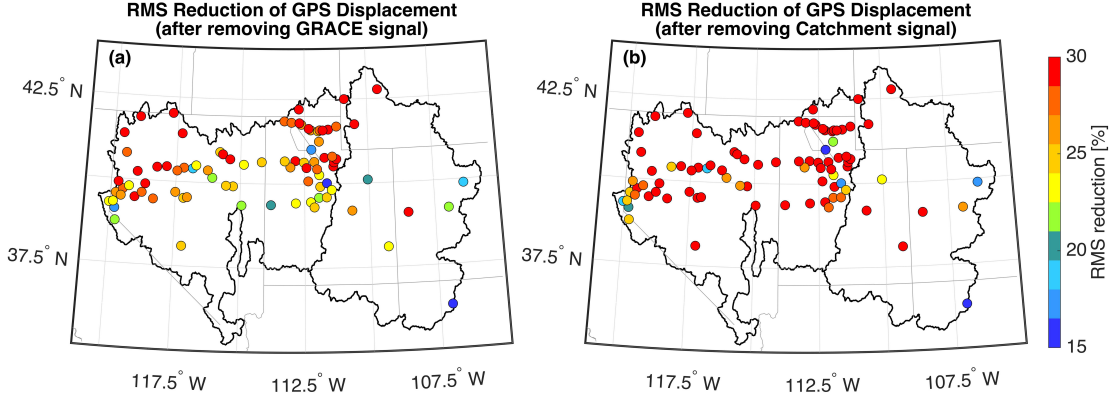 RMS Reduction of GPS Displacement
(after removing GRACE signal)
(a)
42.5° N
37.5° N
117.5° W
112.5° W
107.5° W
RMS Reduction of GPS Displacement
(after removing Catchment signal)
(b)
42.5° N
37.5° N
117.5° W
112.5° W
107.5° W
30
25
20
15
RMS reduction [%]